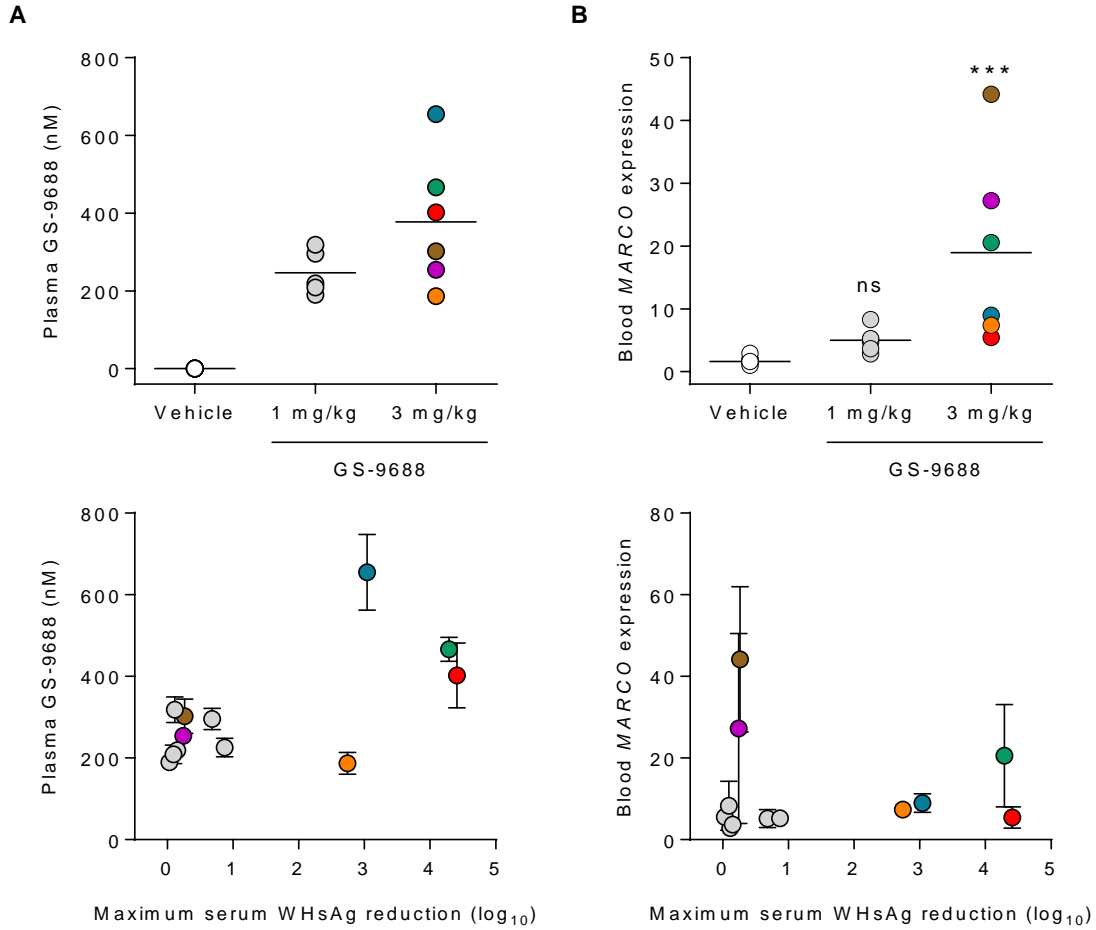 A
Plasma GS-9688 (nM)
800
600
400
200
0
Vehicle 1 mg/kg 3 mg/kg
GS-9688
B
Blood MARCO expression
50
40
30
20
10
0
ns
***
Vehicle 1 mg/kg 3 mg/kg
GS-9688
Plasma GS-9688 (nM)
800
600
400
200
0
0 1 2 3 4 5
Maximum serum WHsAg reduction (log10)
Blood MARCO expression
80
60
40
20
0
0 1 2 3 4 5
Maximum serum WHsAg reduction (log10)